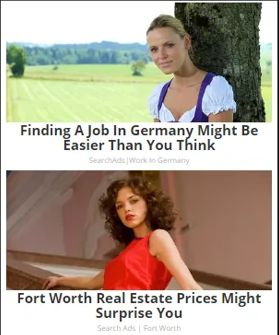 Finding A Job In Germany Might Be
Easier Than You Think
SearchAds|Work In Germany
Fort Worth Real Estate Prices Might
Surprise You
Search Ads | Fort Worth